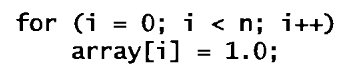 for (i = 0; i < n; i++)
    array[i] = 1.0;